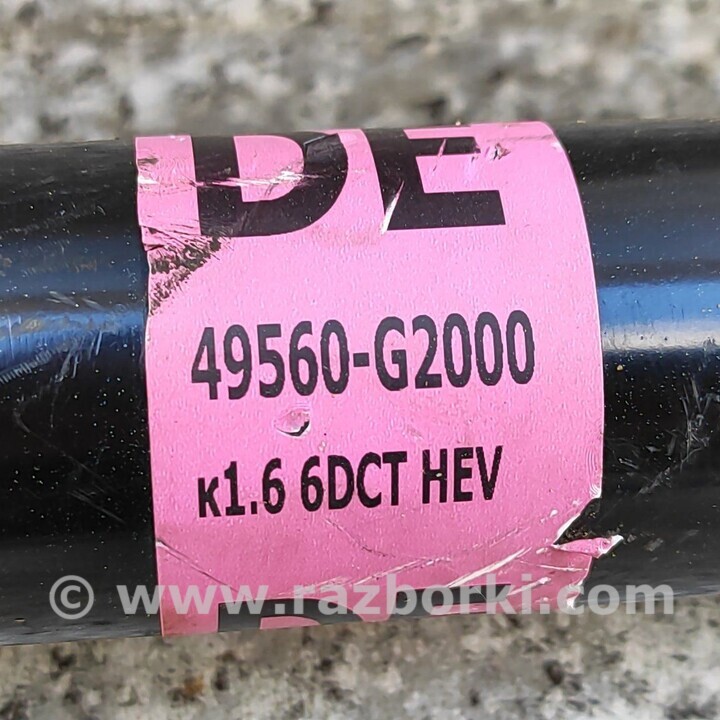 DE
49560-G2000
к1.6 6DCT HEV
© www.razborki.com